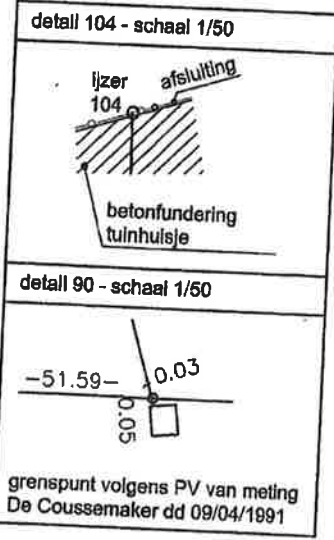 detail 104 - schaal 1/50
ijzer afsluiting
104
betonfundering
tuinhuisje
detail 90 - schaal 1/50
-51.59- 0.03
0.05
grenspunt volgens PV van meting
De Coussemaker dd 09/04/1991